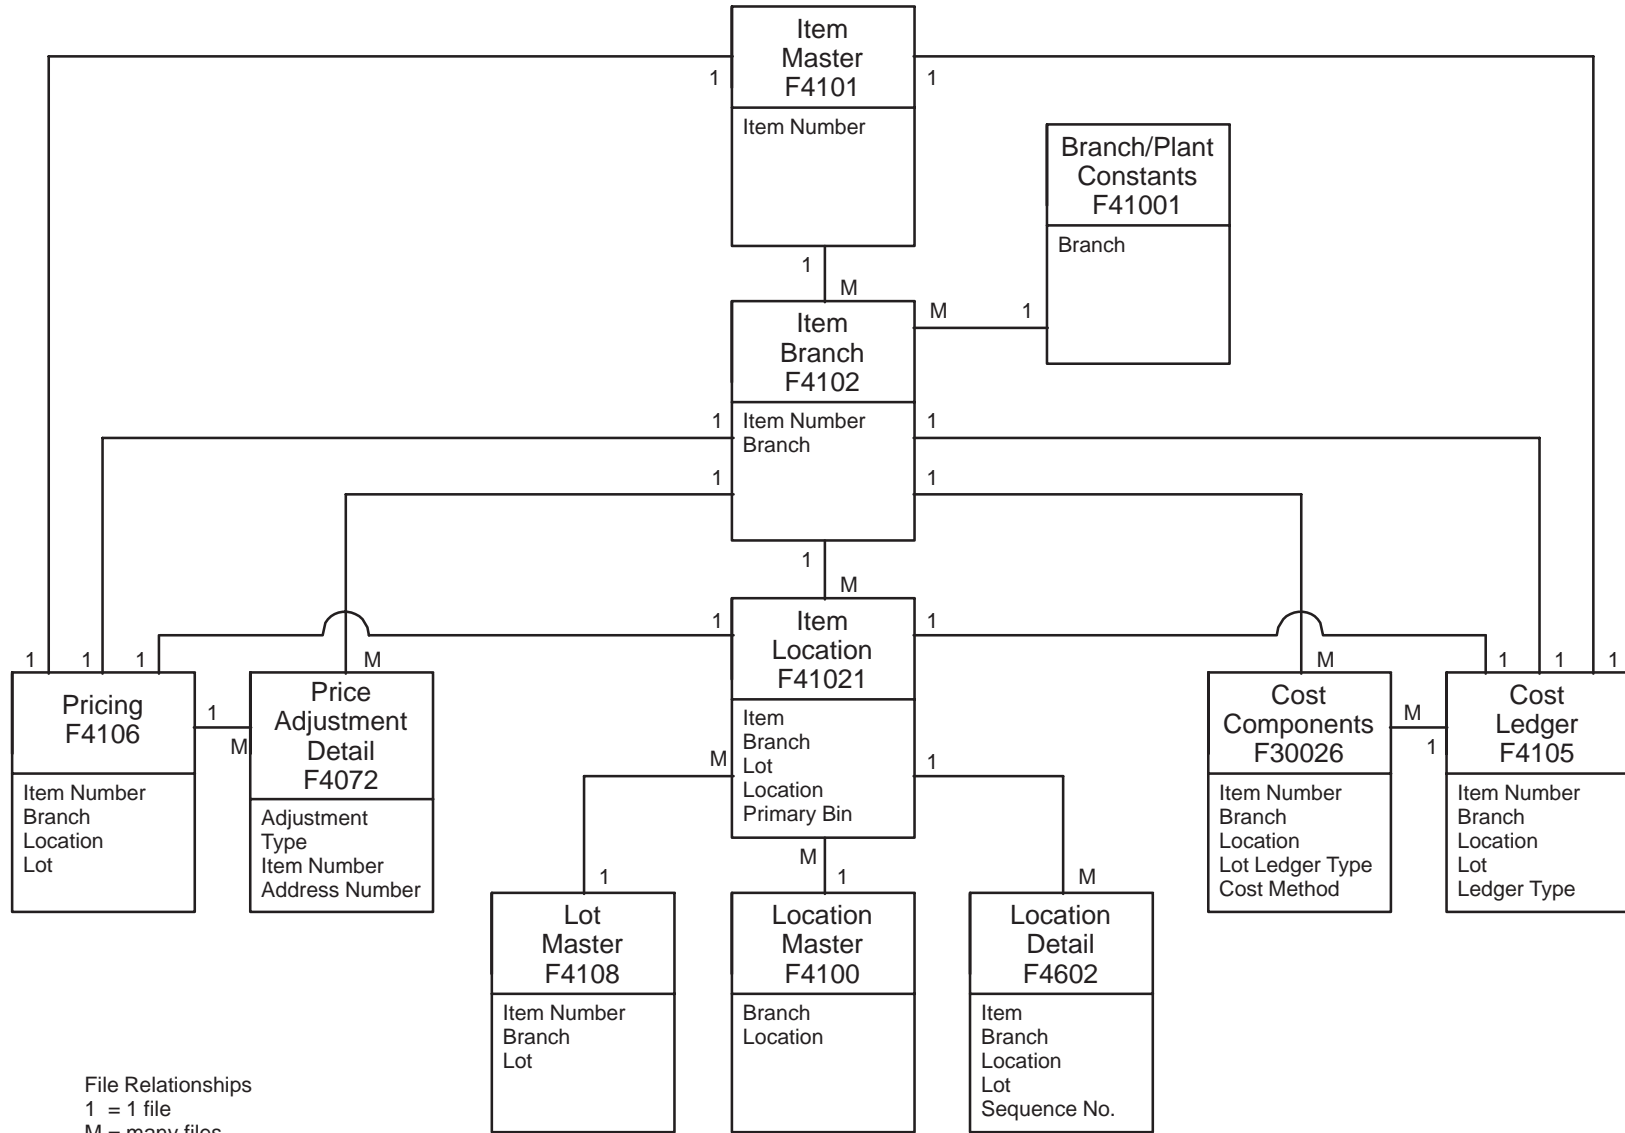 Item
Master
F4101
1
1
Item Number
Branch/Plant
Constants
F41001
Branch
1
M
M
1
Item
Branch
F4102
1
Item Number
Branch
1
1
1
1
M
Item
Location
F41021
1
1
Item
Branch
Lot
Location
Primary Bin
M
1
1
1
1
Pricing
F4106
Item Number
Branch
Location
Lot
1
M
M
Price
Adjustment
Detail
F4072
Adjustment
Type
Item Number
Address Number
M
Cost
Components
F30026
Item Number
Branch
Location
Lot Ledger Type
Cost Method
M
1
1
1
1
Cost
Ledger
F4105
Item Number
Branch
Location
Lot
Ledger Type
M
1
1
M
Lot
Master
F4108
Item Number
Branch
Lot
Location
Master
F4100
Branch
Location
Location
Detail
F4602
Item
Branch
Location
Lot
Sequence No.
File Relationships
1 = 1 file
M = many files